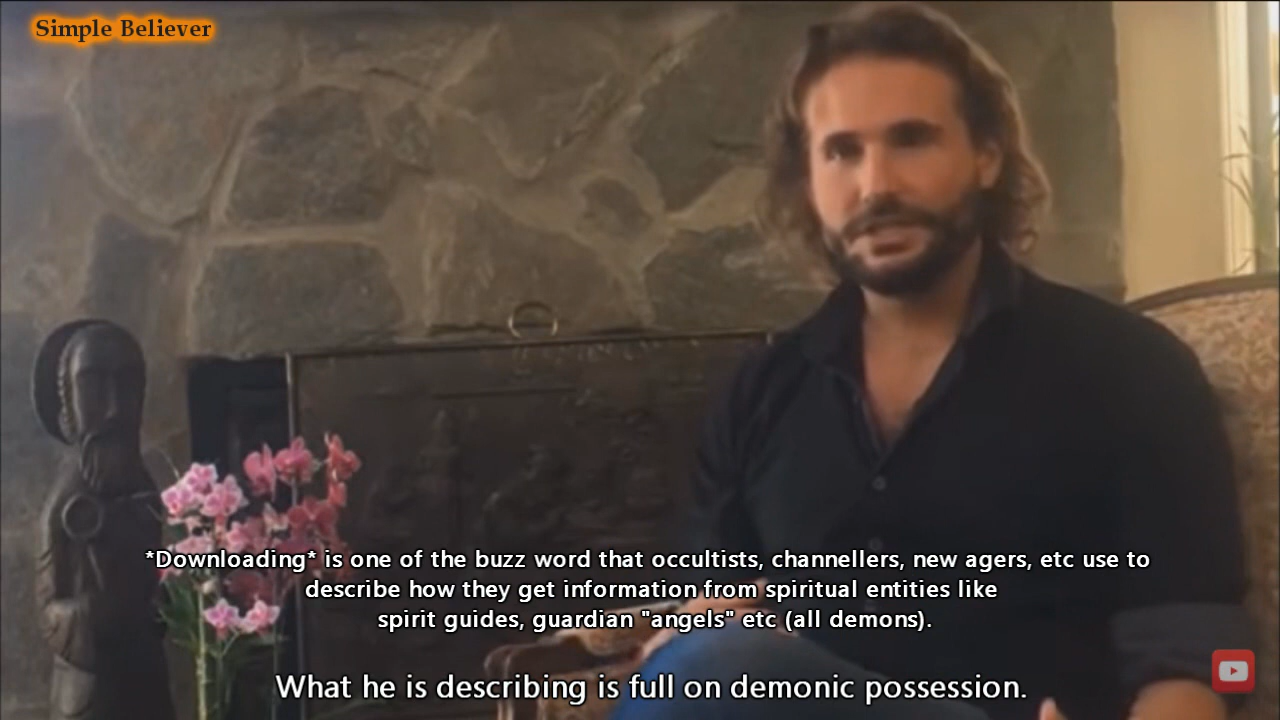 Simple Believer
*Downloading* is one of the buzz word that occultists, channellers, new agers, etc use to
describe how they get information from spiritual entities like
spirit guides, guardian "angels" etc (all demons).
What he is describing is full on demonic possession.